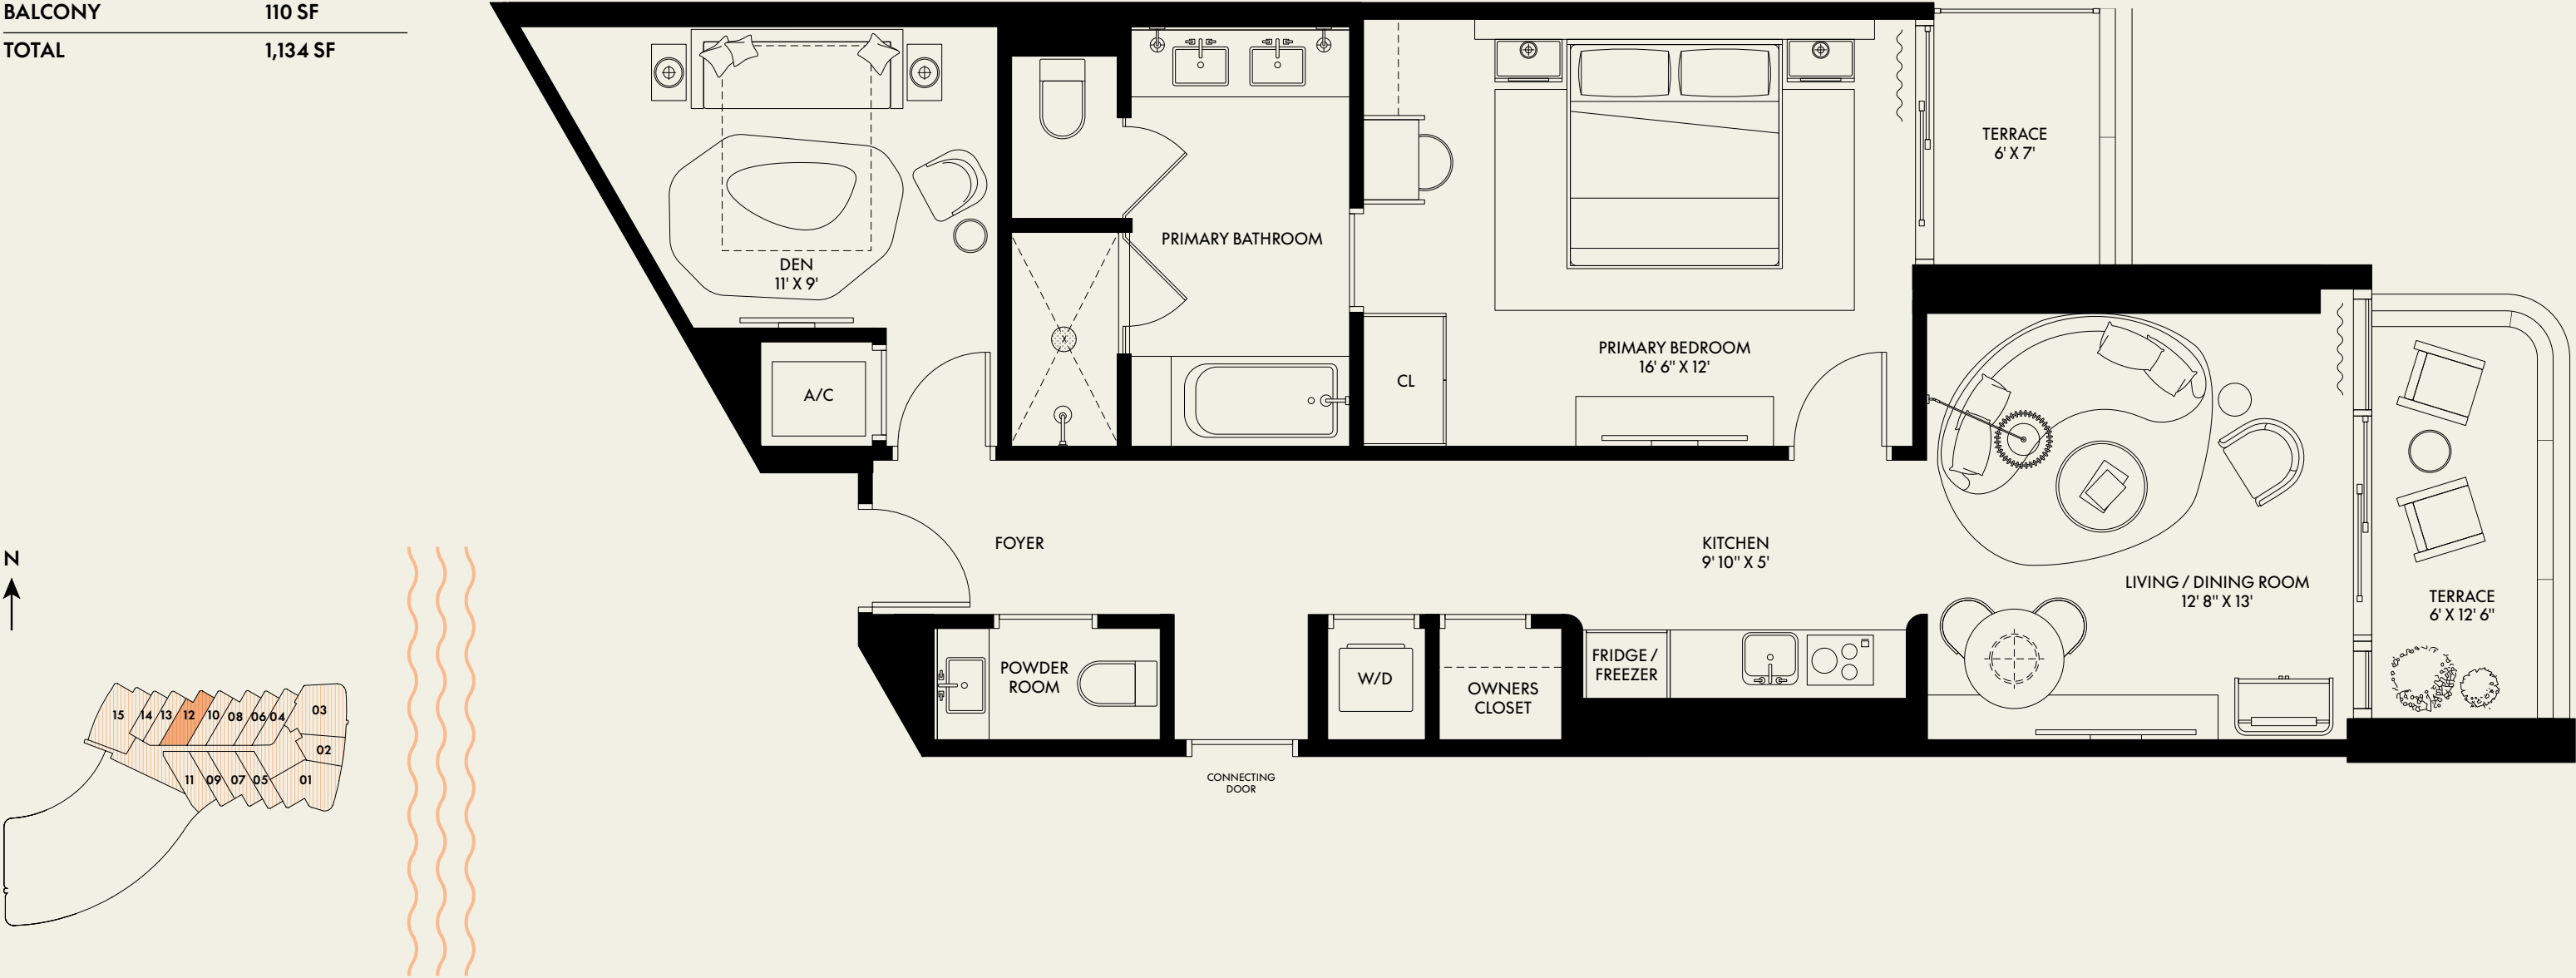 BALCONY 110 SF
TOTAL 1,134 SF
DEN
11' X 9'
A/C
PRIMARY BATHROOM
CL
PRIMARY BEDROOM
16' 6" X 12'
TERRACE
6' X 7'
FOYER
KITCHEN
9' 10" X 5'
LIVING / DINING ROOM
12' 8" X 13'
TERRACE
6' X 12' 6"
POWDER
ROOM
W/D
OWNERS
CLOSET
FRIDGE /
FREEZER
CONNECTING
DOOR
N
15 14 13 12 10 08 06 04 03
02
11 09 07 05 01